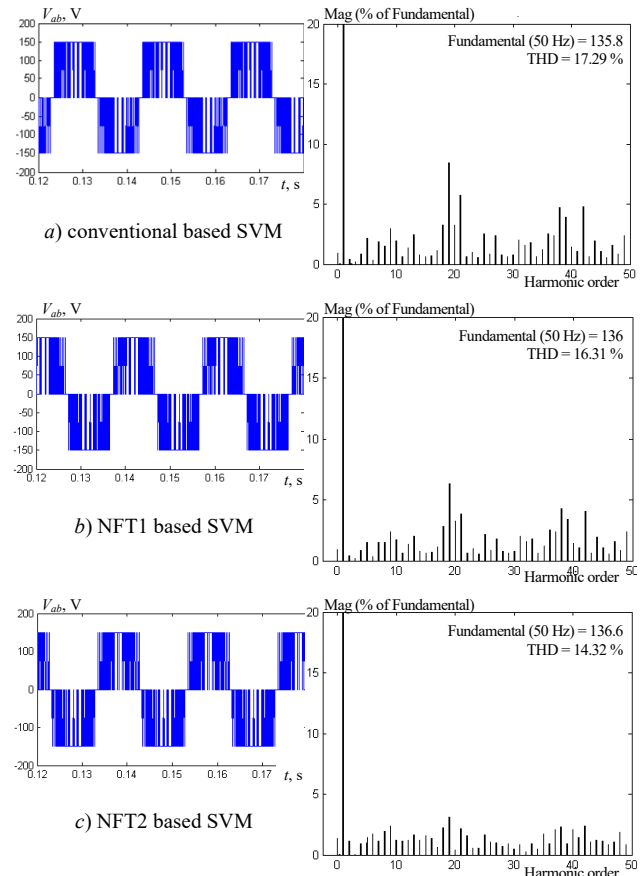 V_ab, V
200
150
100
50
0
-50
-100
-150
-200
0.12 0.13 0.14 0.15 0.16 0.17
t, s
a) conventional based SVM
Mag (% of Fundamental)
20
15
10
5
0
Fundamental (50 Hz) = 135.8
THD = 17.29 %
0 10 20 30 40 50
Harmonic order
V_ab, V
200
150
100
50
0
-50
-100
-150
-200
0.12 0.13 0.14 0.15 0.16 0.17
t, s
b) NFT1 based SVM
Mag (% of Fundamental)
20
15
10
5
0
Fundamental (50 Hz) = 136
THD = 16.31 %
0 10 20 30 40 50
Harmonic order
V_ab, V
200
100
0
-100
-200
0.12 0.13 0.14 0.15 0.16 0.17
t, s
c) NFT2 based SVM
Mag (% of Fundamental)
20
15
10
5
0
Fundamental (50 Hz) = 136.6
THD = 14.32 %
0 10 20 30 40 50
Harmonic order